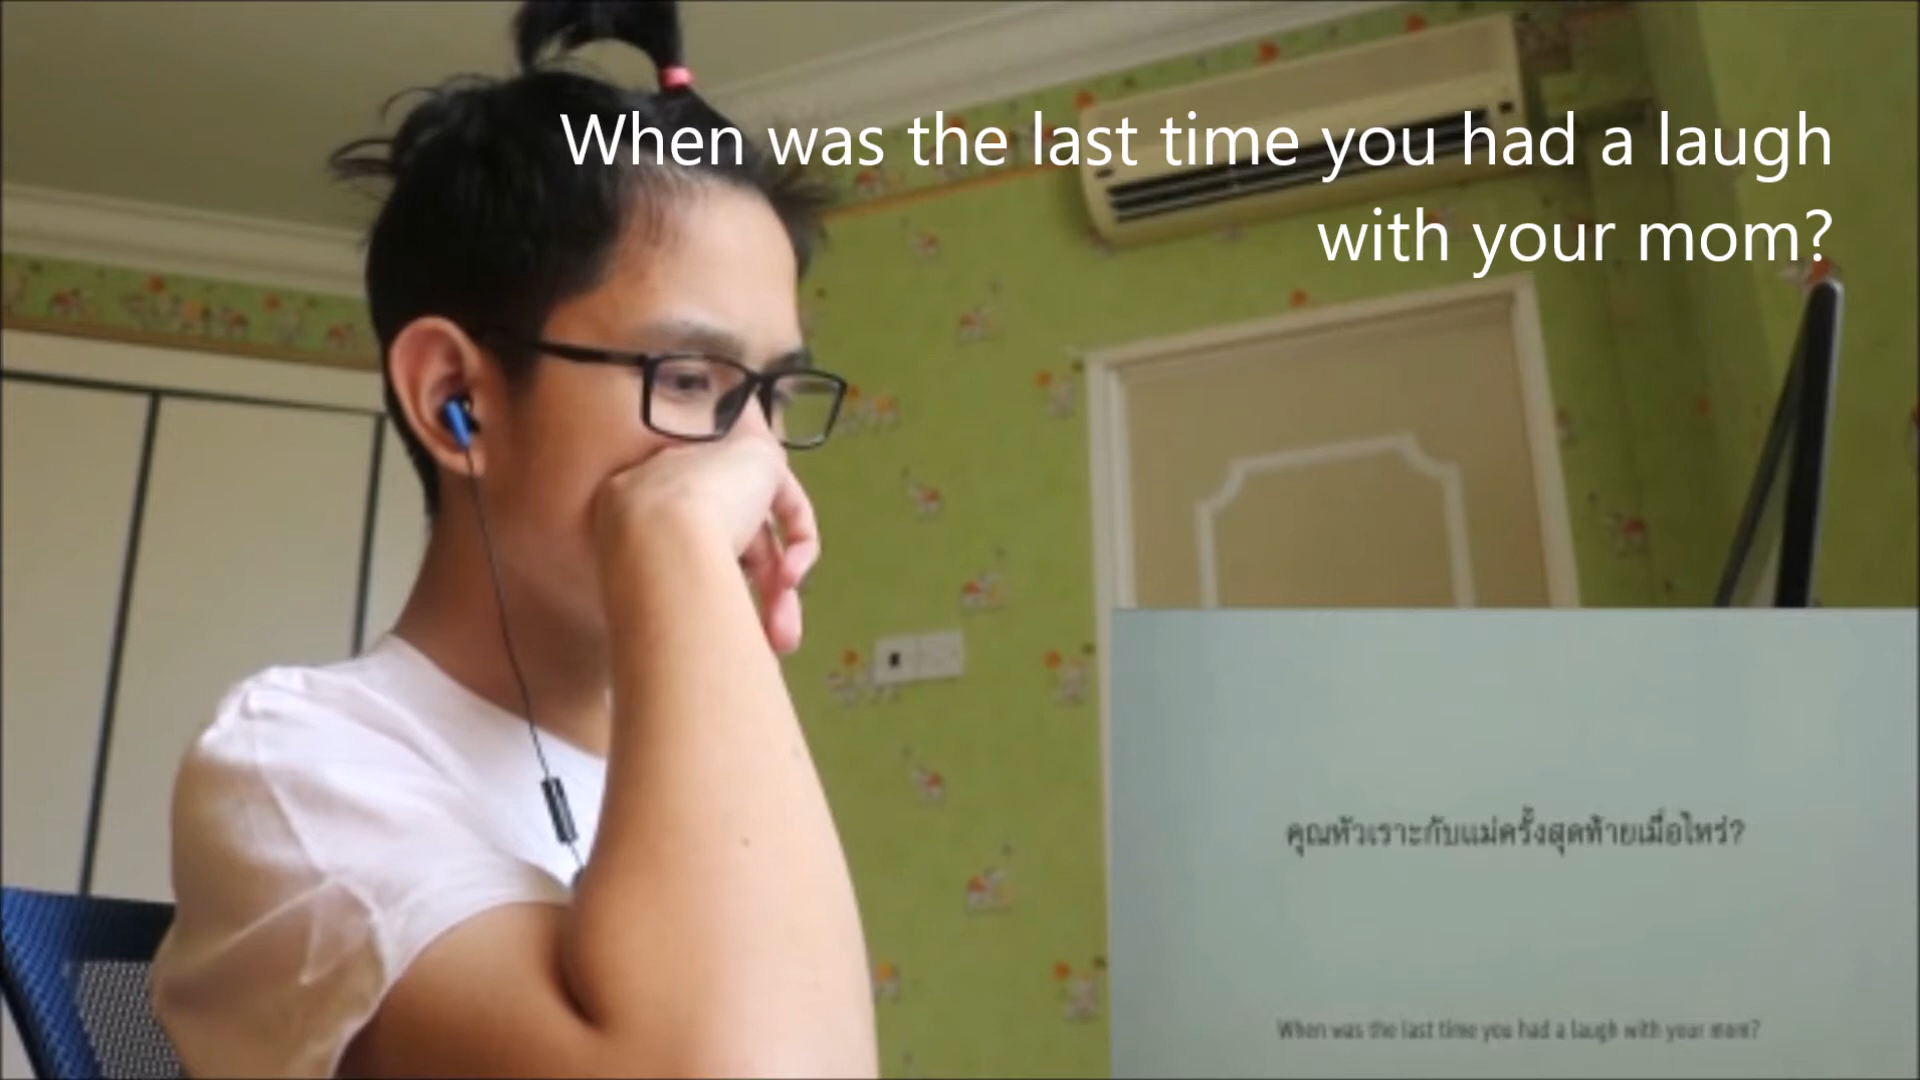 When was the last time you had a laugh
with your mom?
คุณหัวเราะกับแม่ครั้งสุดท้ายเมื่อไหร่?
When was the last time you had a laugh with your mom?